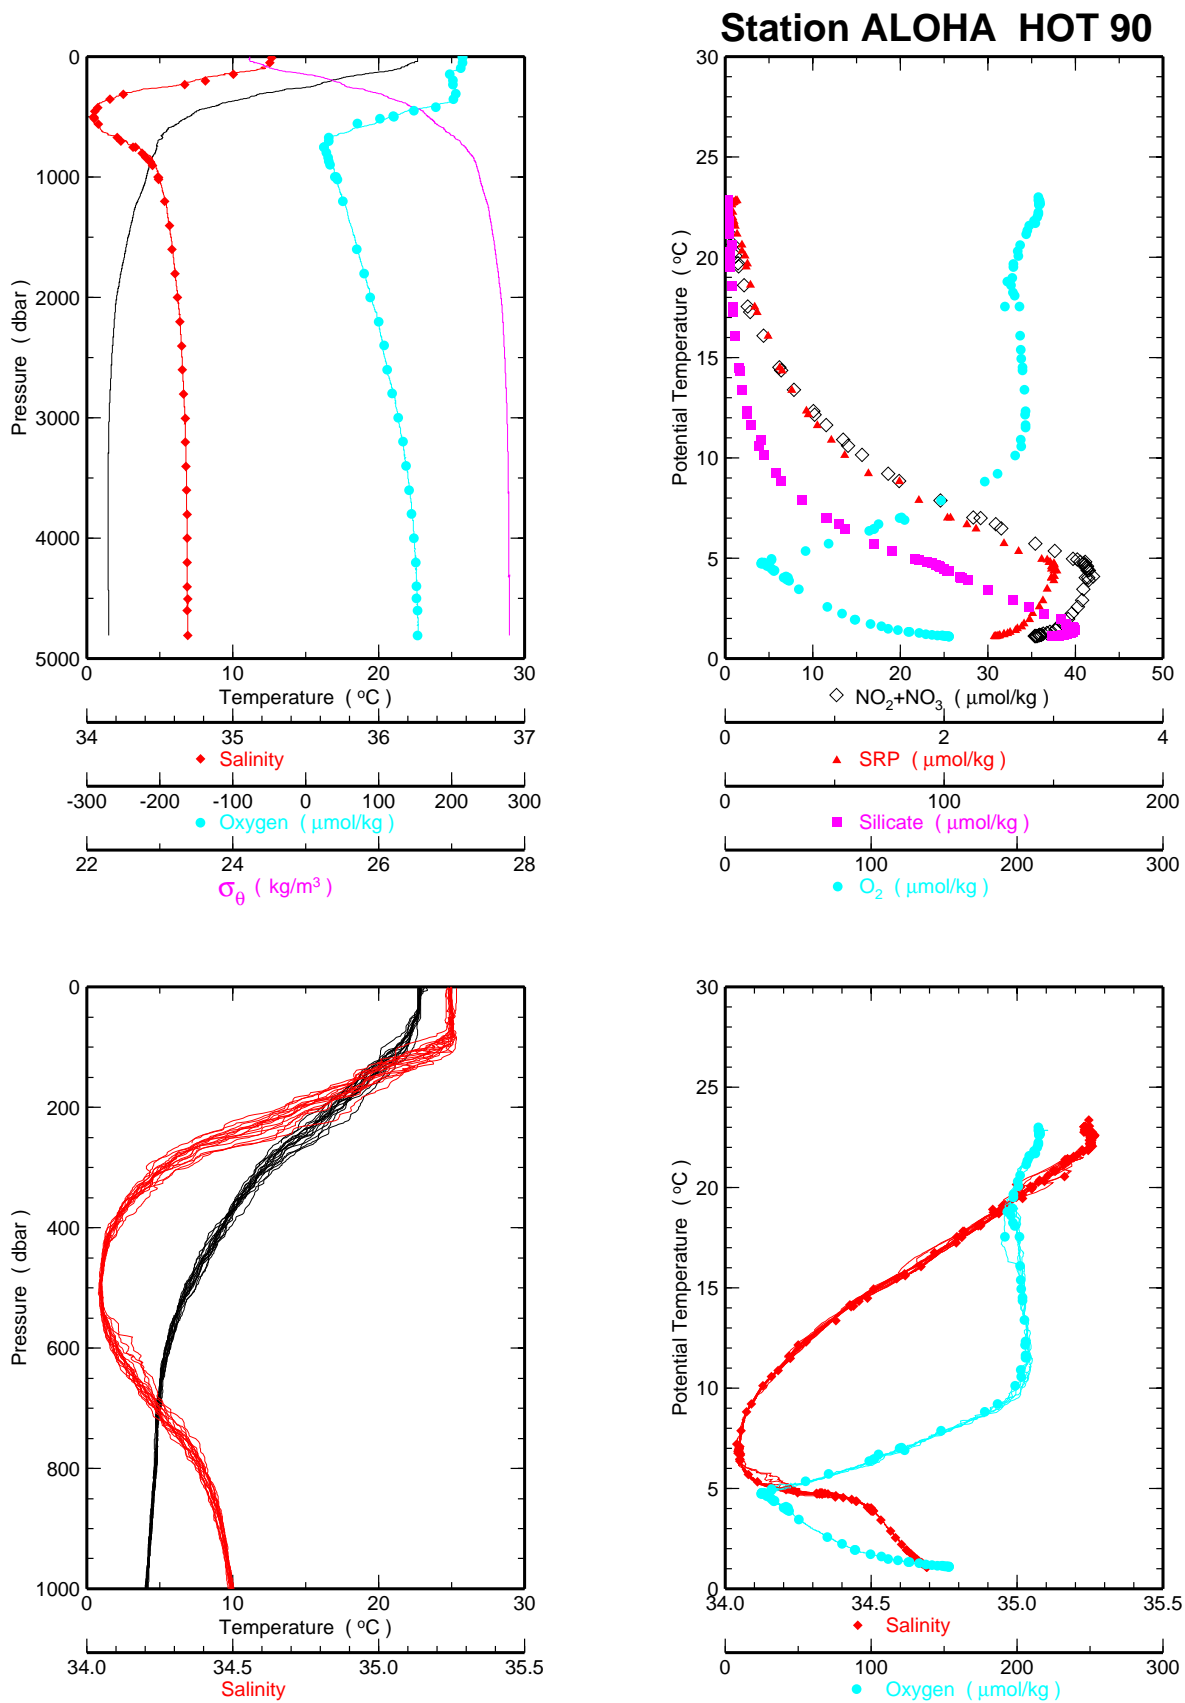 Station ALOHA HOT 90
0
1000
2000
3000
4000
5000
Pressure ( dbar)
0 10 20 30
Temperature ( ºC)
34 35 36 37
Salinity
-300 -200 -100 0 100 200 300
Oxygen ( μmol/kg)
22 24 26 28
σθ ( kg/m³)
30
25
20
15
10
5
0
Potential Temperature ( ºC)
0 10 20 30 40 50
NO₂+NO₃ ( μmol/kg)
0 2 4
SRP ( μmol/kg)
0 100 200
Silicate ( μmol/kg)
0 100 200 300
O₂ ( μmol/kg)
0
200
400
600
800
1000
Pressure ( dbar)
0 10 20 30
Temperature ( ºC)
34.0 34.5 35.0 35.5
Salinity
30
25
20
15
10
5
0
Potential Temperature ( ºC)
34.0 34.5 35.0 35.5
Salinity
0 100 200 300
Oxygen ( μmol/kg)